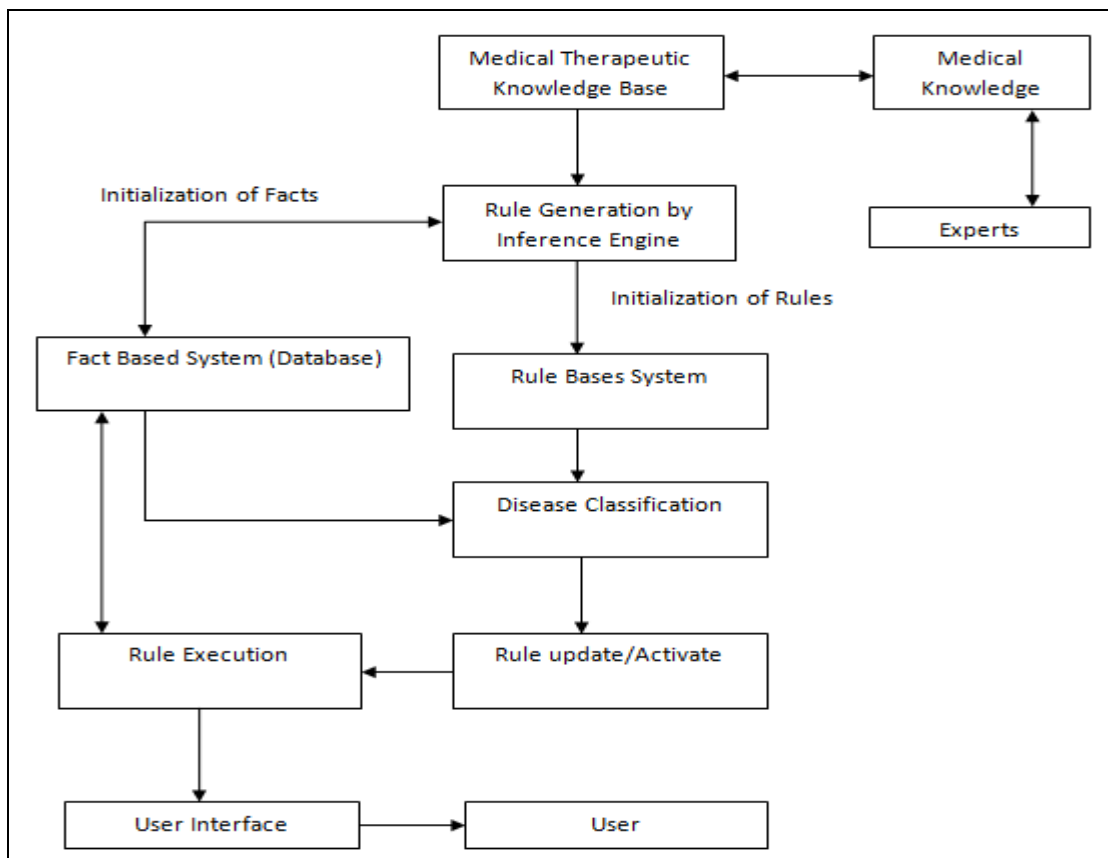 Medical Therapeutic
Knowledge Base
Medical
Knowledge
Initialization of Facts
Rule Generation by
Inference Engine
Experts
Initialization of Rules
Fact Based System (Database)
Rule Bases System
Disease Classification
Rule Execution
Rule update/Activate
User Interface
User